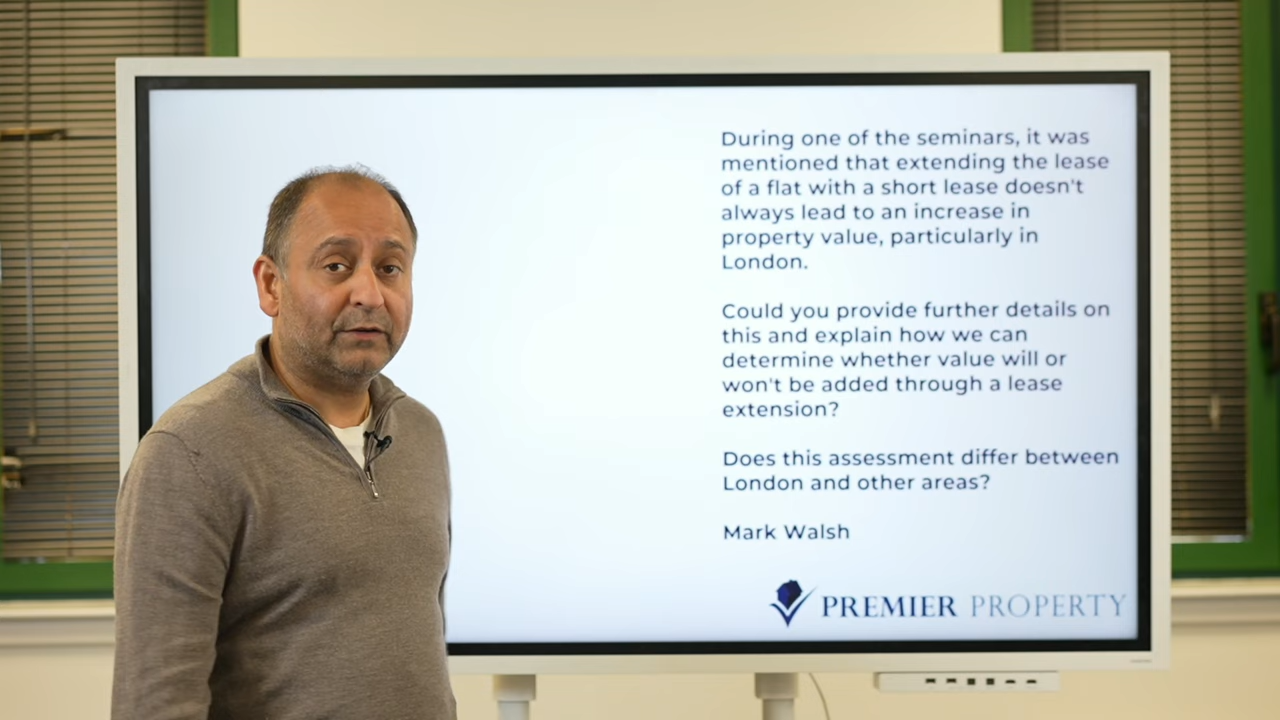 During one of the seminars, it was
mentioned that extending the lease
of a flat with a short lease doesn't
always lead to an increase in
property value, particularly in
London.
Could you provide further details on
this and explain how we can
determine whether value will or
won't be added through a lease
extension?
Does this assessment differ between
London and other areas?
Mark Walsh
PREMIER PROPERTY